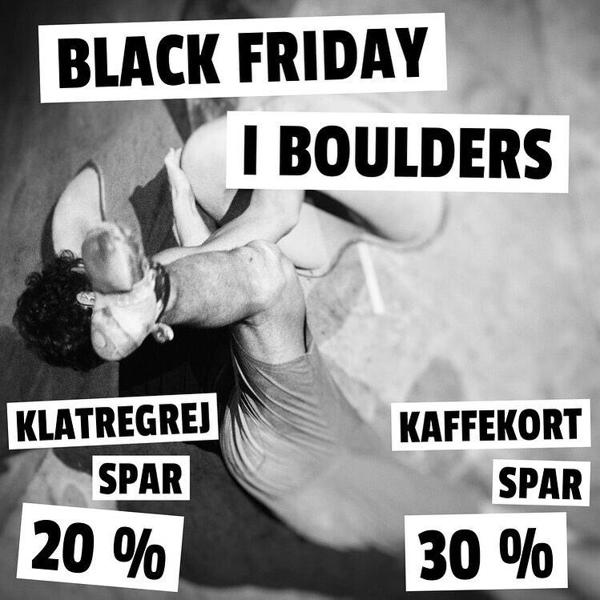 BLACK FRIDAY
I BOULDERS
KLATREGREJ
SPAR
20 %
KAFFEKORT
SPAR
30 %